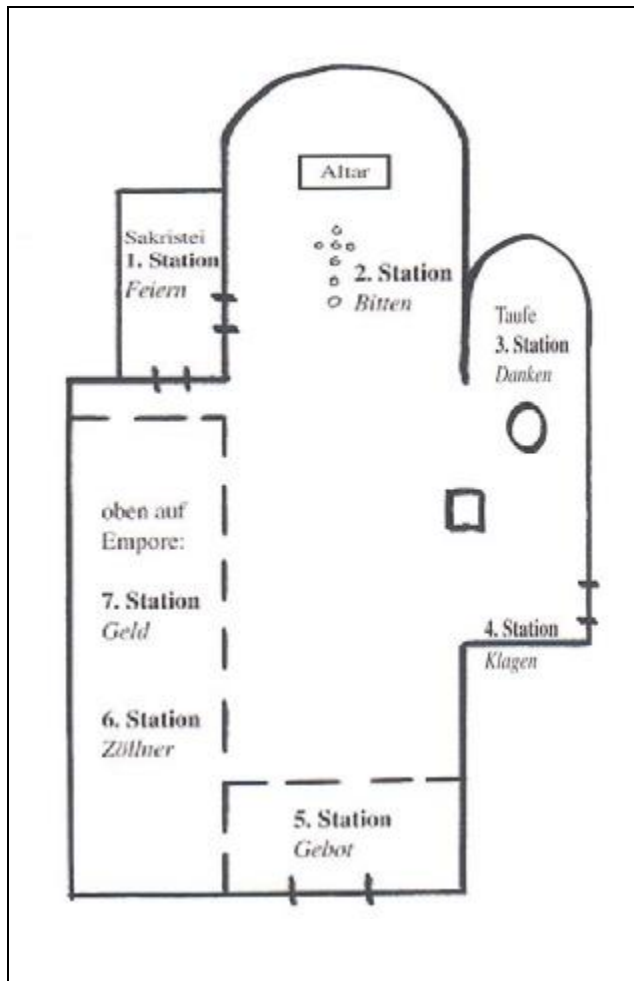 Altar
Sakristei
1. Station
Feiern
2. Station
Bitten
Taufe
3. Station
Danken
oben auf
Empore:
7. Station
Geld
4. Station
Klagen
6. Station
Zöllner
5. Station
Gebot